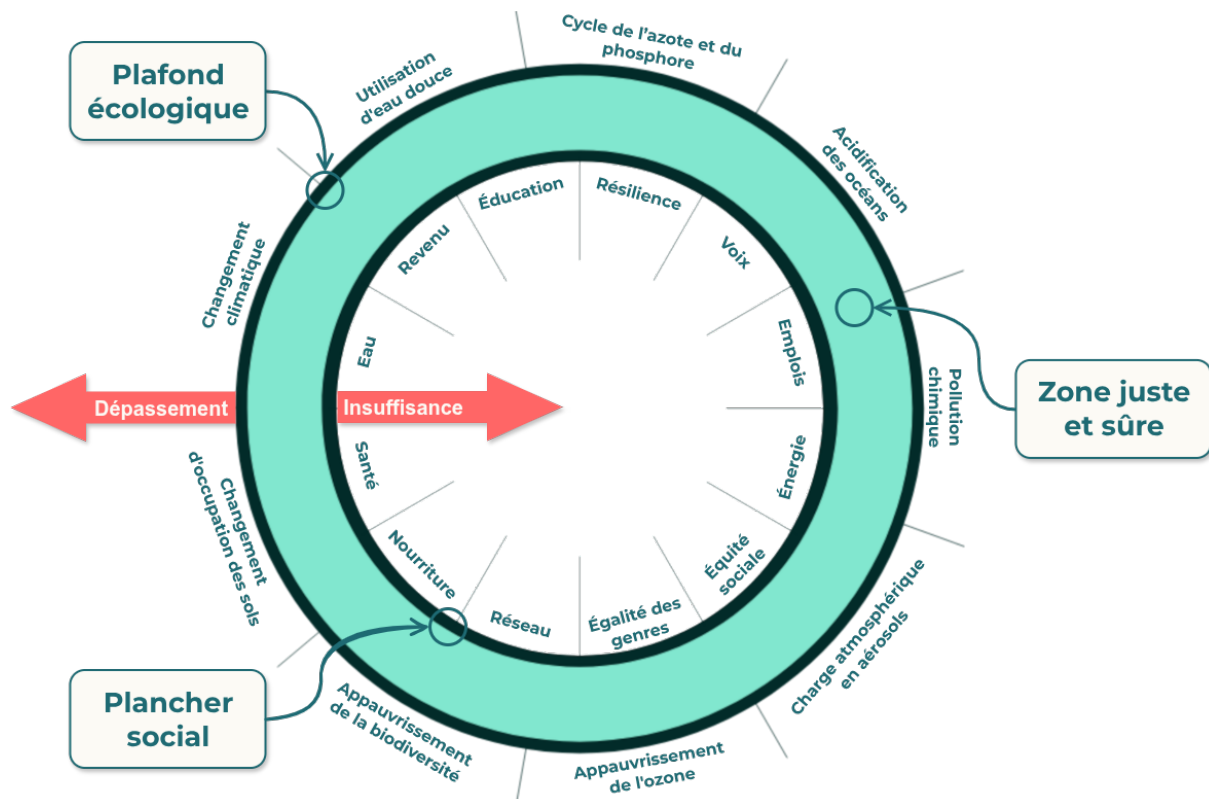 Plafond
écologique
Utilisation
d'eau douce
Cycle de l'azote et du
phosphore
Acidification
des océans
Changement
climatique
Éducation
Résilience
Revenu
Voix
Eau
Emplois
Dépassement
Insuffisance
Pollution
chimique
Zone juste
et sûre
Santé
Énergie
Changement
d'occupation des sols
Nourriture
Équité
sociale
Réseau
Égalité des
genres
Charge atmosphérique
en aérosols
Plancher
social
Appauvrissement
de la biodiversité
Appauvrissement
de l'ozone